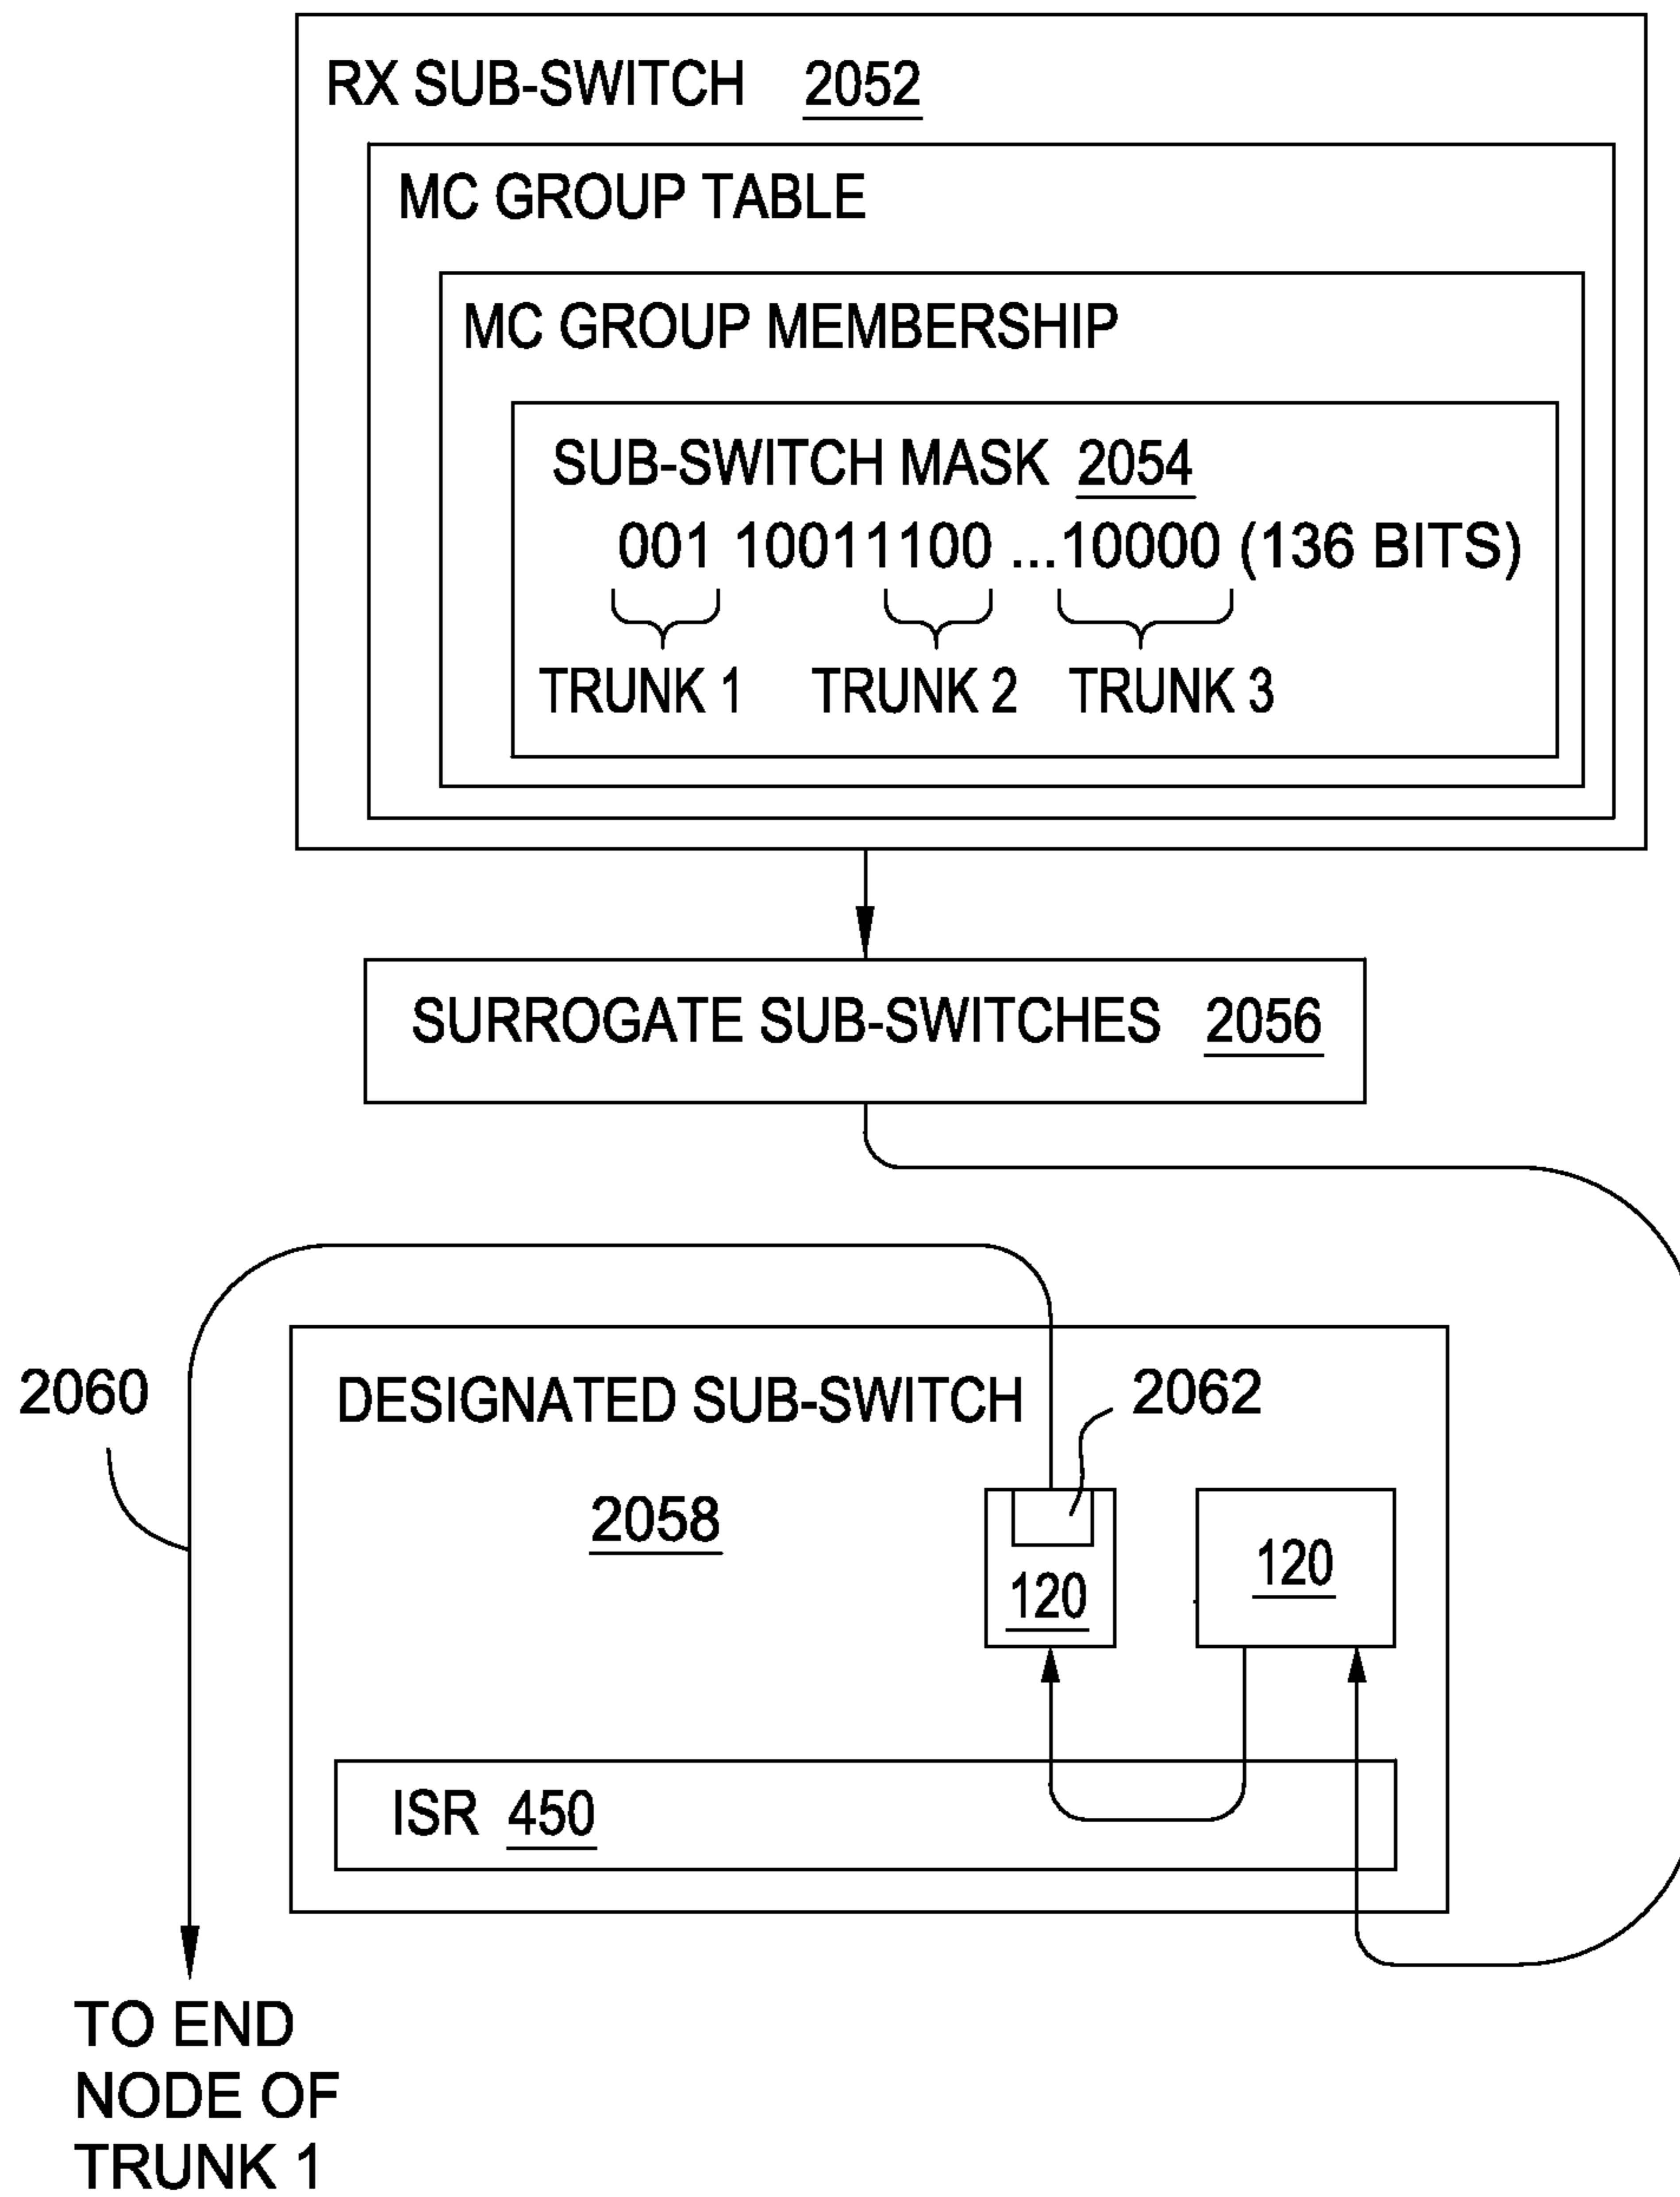 RX SUB-SWITCH 2052
MC GROUP TABLE
MC GROUP MEMBERSHIP
SUB-SWITCH MASK 2054
001 10011100 ...10000 (136 BITS)
TRUNK 1 TRUNK 2 TRUNK 3
SURROGATE SUB-SWITCHES 2056
2060
DESIGNATED SUB-SWITCH
2062
2058
120
120
ISR 450
TO END
NODE OF
TRUNK 1